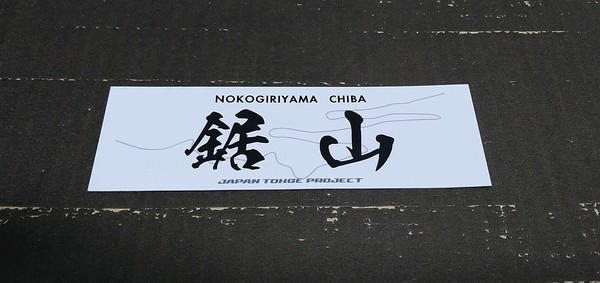 NOKOGIRIYAMA CHIBA
鋸山
JAPAN TOHGE PROJECT